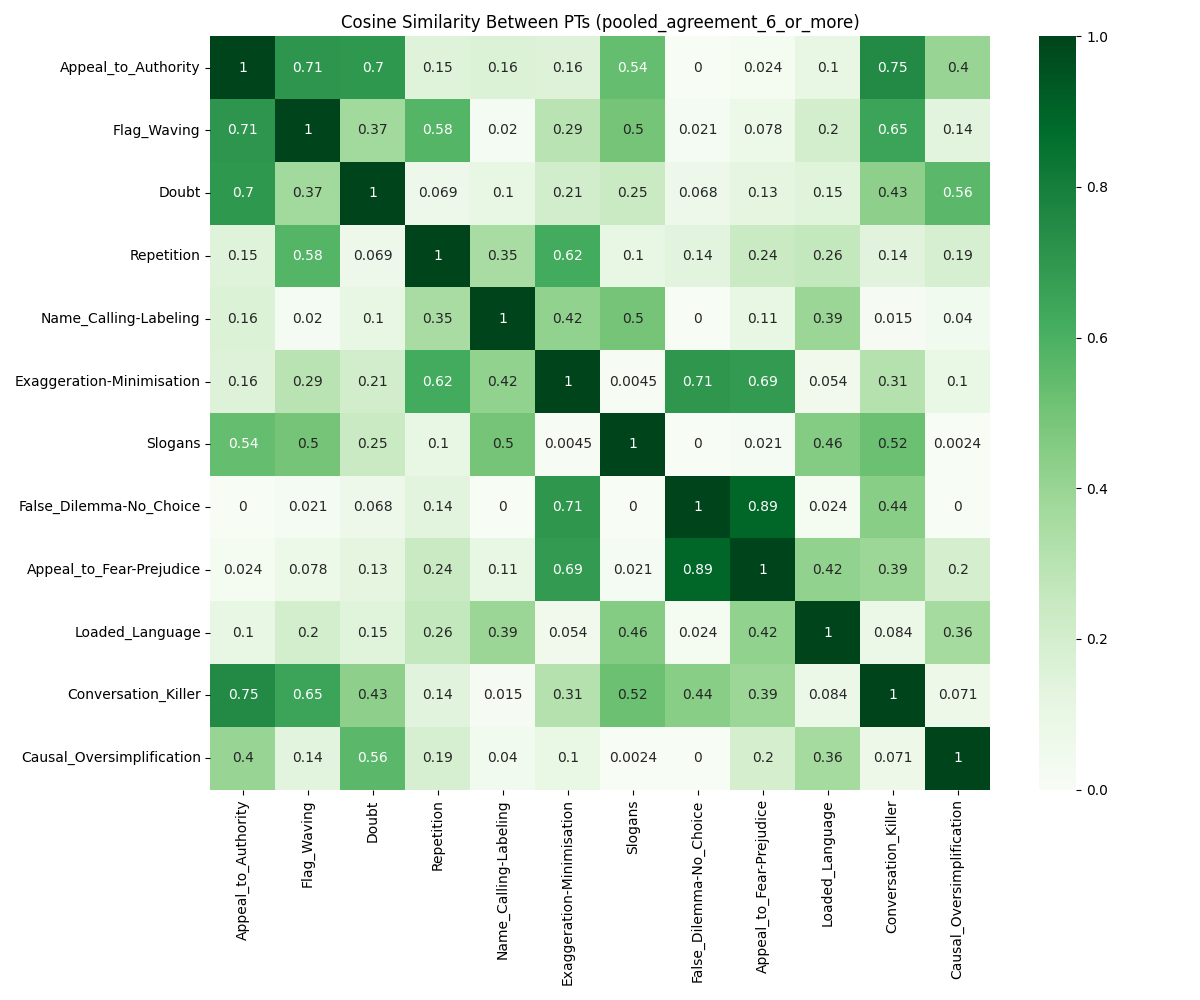 Cosine Similarity Between PTs (pooled_agreement_6_or_more)
Appeal_to_Authority 1 0.71 0.7 0.15 0.16 0.16 0.54 0 0.024 0.1 0.75 0.4
Flag_Waving 0.71 1 0.37 0.58 0.02 0.29 0.5 0.021 0.078 0.2 0.65 0.14
Doubt 0.7 0.37 1 0.069 0.1 0.21 0.25 0.068 0.13 0.15 0.43 0.56
Repetition 0.15 0.58 0.069 1 0.35 0.62 0.1 0.14 0.24 0.26 0.14 0.19
Name_Calling-Labeling 0.16 0.02 0.1 0.35 1 0.42 0.5 0 0.11 0.39 0.015 0.04
Exaggeration-Minimisation 0.16 0.29 0.21 0.62 0.42 1 0.0045 0.71 0.69 0.054 0.31 0.1
Slogans 0.54 0.5 0.25 0.1 0.5 0.0045 1 0 0.021 0.46 0.52 0.0024
False_Dilemma-No_Choice 0 0.021 0.068 0.14 0 0.71 0 1 0.89 0.024 0.44 0
Appeal_to_Fear-Prejudice 0.024 0.078 0.13 0.24 0.11 0.69 0.021 0.89 1 0.42 0.39 0.2
Loaded_Language 0.1 0.2 0.15 0.26 0.39 0.054 0.46 0.024 0.42 1 0.084 0.36
Conversation_Killer 0.75 0.65 0.43 0.14 0.015 0.31 0.52 0.44 0.39 0.084 1 0.071
Causal_Oversimplification 0.4 0.14 0.56 0.19 0.04 0.1 0.0024 0 0.2 0.36 0.071 1
Appeal_to_Authority
Flag_Waving
Doubt
Repetition
Name_Calling-Labeling
Exaggeration-Minimisation
Slogans
False_Dilemma-No_Choice
Appeal_to_Fear-Prejudice
Loaded_Language
Conversation_Killer
Causal_Oversimplification
1.0
0.8
0.6
0.4
0.2
0.0